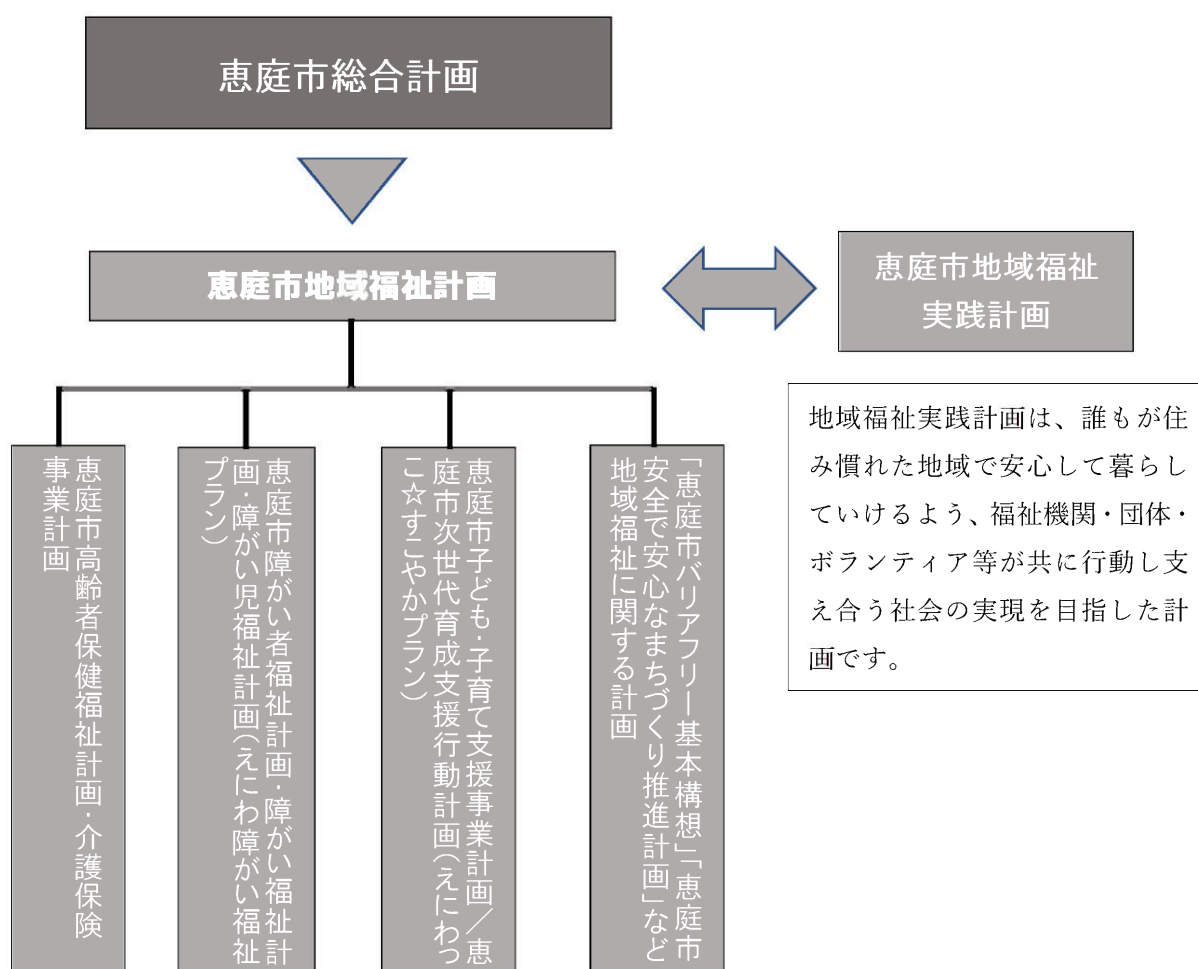 恵庭市総合計画
恵庭市地域福祉計画
恵庭市地域福祉
実践計画
地域福祉実践計画は、誰もが住
み慣れた地域で安心して暮らし
ていけるよう、福祉機関・団体・
ボランティア等が共に行動し支
え合う社会の実現を目指した計
画です。
恵庭市高齢者保健福祉計画・介護保険
事業計画
恵庭市障がい者福祉計画・障がい福祉計
画・障がい児福祉計画(えにわ障がい福祉
プラン)
恵庭市子ども・子育て支援事業計画/恵
庭市次世代育成支援行動計画(えにわっ
こ☆すこやかプラン)
「恵庭市バリアフリー基本構想」「恵庭市
安全で安心なまちづくり推進計画」など
地域福祉に関する計画